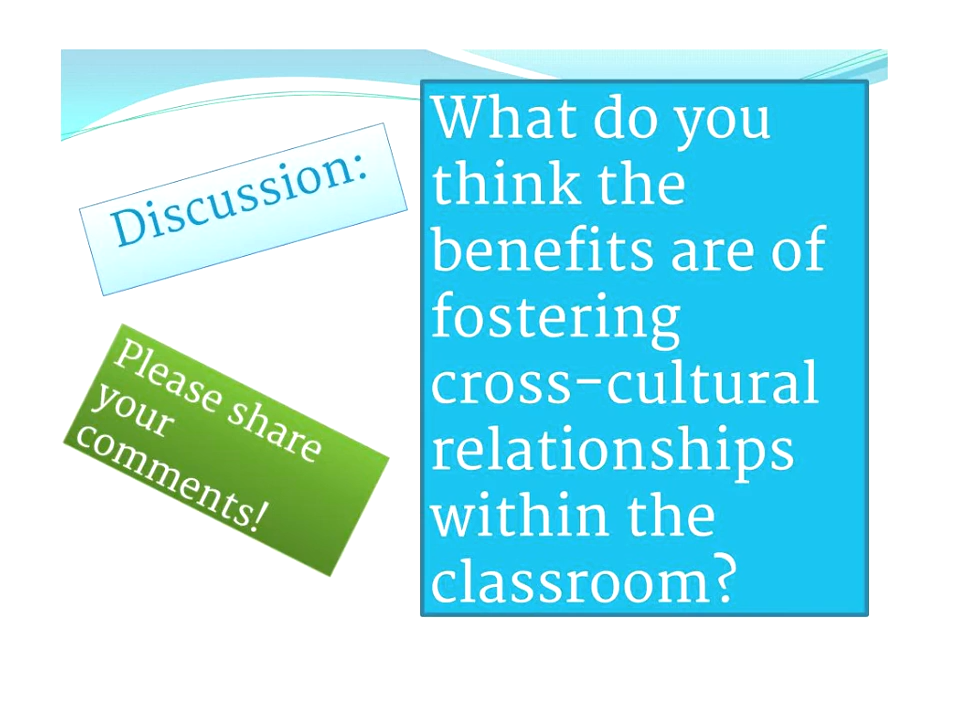 Discussion:
Please share
your
comments!
What do you
think the
benefits are of
fostering
cross-cultural
relationships
within the
classroom?